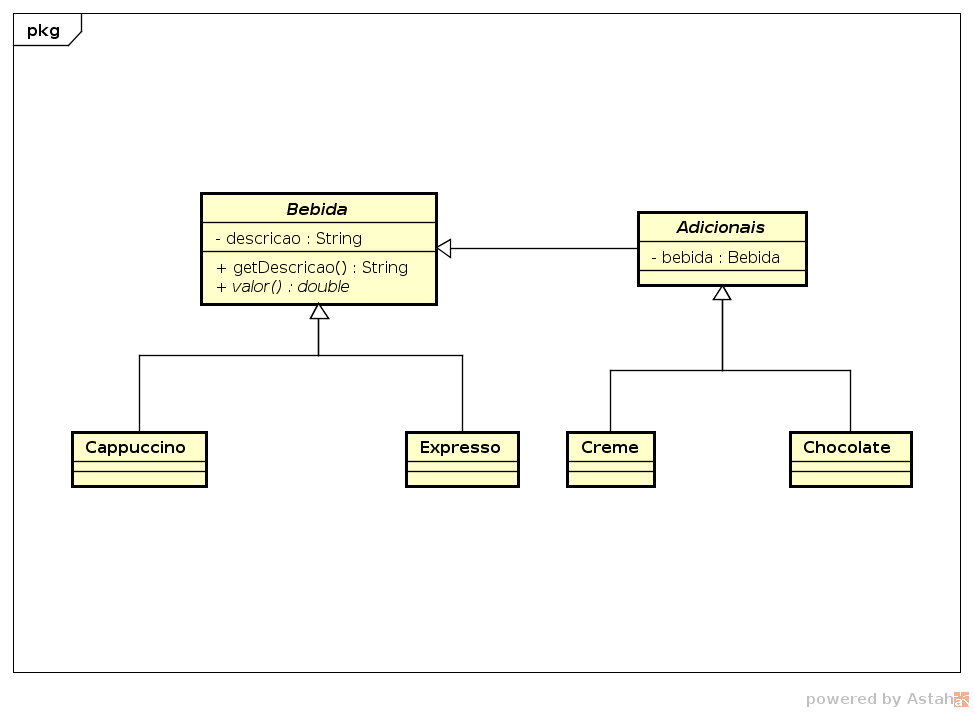 pkg
Bebida
- descricao : String
+ getDescricao() : String
+ valor() : double
Adicionais
- bebida : Bebida
Cappuccino
Expresso
Creme
Chocolate
powered by Astah